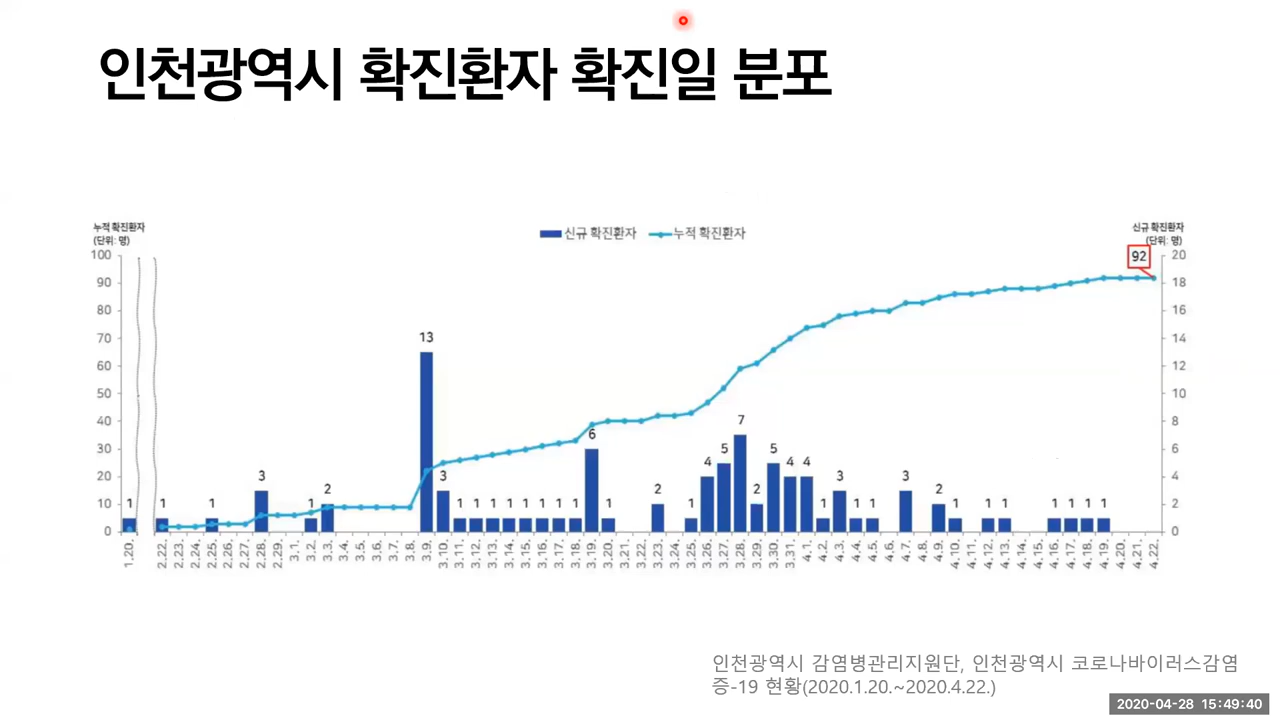 인천광역시 확진환자 확진일 분포
누적 확진환자
(단위: 명)
신규 확진환자 누적 확진환자
신규 확진환자
(단위: 명)
100 90 80 70 60 50 40 30 20 10 0
92
20 18 16 14 12 10 8 6 4 2 0
1 1 1 3 1 2 13 3 1 1 1 1 1 1 1 1 6 1 2 1 4 5 7 2 5 4 4 1 3 1 1 3 2 1 1 1 1 1 1 1
1.20. 2.22. 2.23. 2.24. 2.25. 2.26. 2.27. 2.28. 2.29. 3.1. 3.2. 3.3. 3.4. 3.5. 3.6. 3.7. 3.8. 3.9. 3.10. 3.11. 3.12. 3.13. 3.14. 3.15. 3.16. 3.17. 3.18. 3.19. 3.20. 3.21. 3.22. 3.23. 3.24. 3.25. 3.26. 3.27. 3.28. 3.29. 3.30. 3.31. 4.1. 4.2. 4.3. 4.4. 4.5. 4.6. 4.7. 4.8. 4.9. 4.10. 4.11. 4.12. 4.13. 4.14. 4.15. 4.16. 4.17. 4.18. 4.19. 4.20. 4.21. 4.22.
인천광역시 감염병관리지원단, 인천광역시 코로나바이러스감염
증-19 현황(2020.1.20.~2020.4.22.)
2020-04-28 15:49:40